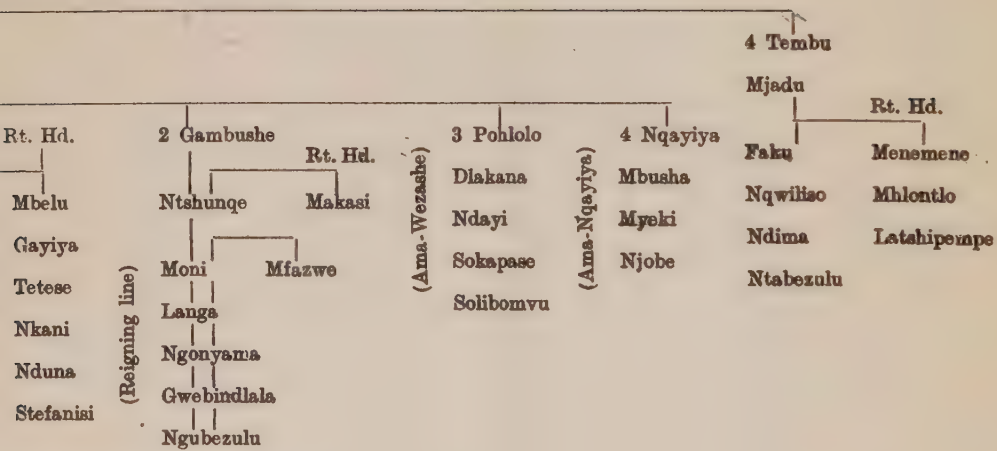 4 Tembu
Mjadu
Rt. Hd.
Faku Menemene
Nqwiliso Mhlontlo
Ndima Latshipempe
Ntabezulu
Rt. Hd.
Mbelu
Gayiya
Tetese
Nkani
Nduna
Stefanisi
(Reigning line)
2 Gambushe
Rt. Hd.
Ntshunqe Makasi
Moni Mfazwe
Langa
Ngonyama
Gwebindlala
Ngubezulu
(Ama-Wezashe)
3 Pohlolo
Dlakana
Ndayi
Sokapase
Solibomvu
(Ama-Nqayiya)
4 Nqayiya
Mbusha
Myeki
Njobe